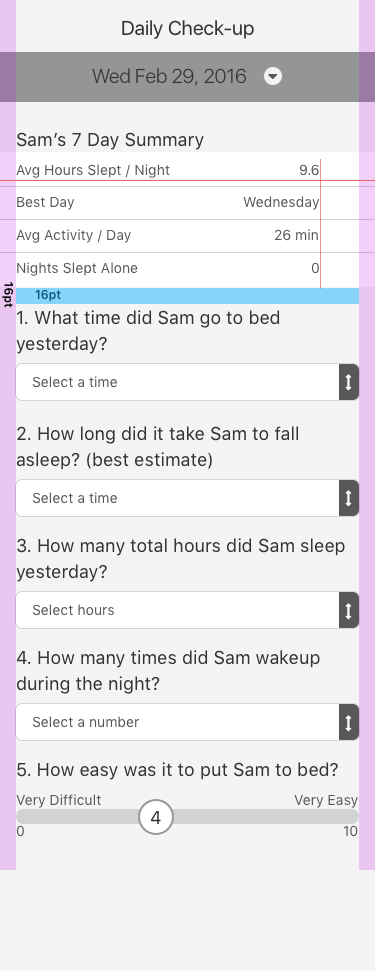 Daily Check-up
Wed Feb 29, 2016
Sam's 7 Day Summary
Avg Hours Slept / Night 9.6
Best Day Wednesday
Avg Activity / Day 26 min
Nights Slept Alone 0
16pt
16pt
1. What time did Sam go to bed
yesterday?
Select a time
2. How long did it take Sam to fall
asleep? (best estimate)
Select a time
3. How many total hours did Sam sleep
yesterday?
Select hours
4. How many times did Sam wakeup
during the night?
Select a number
5. How easy was it to put Sam to bed?
Very Difficult Very Easy
4
0 10